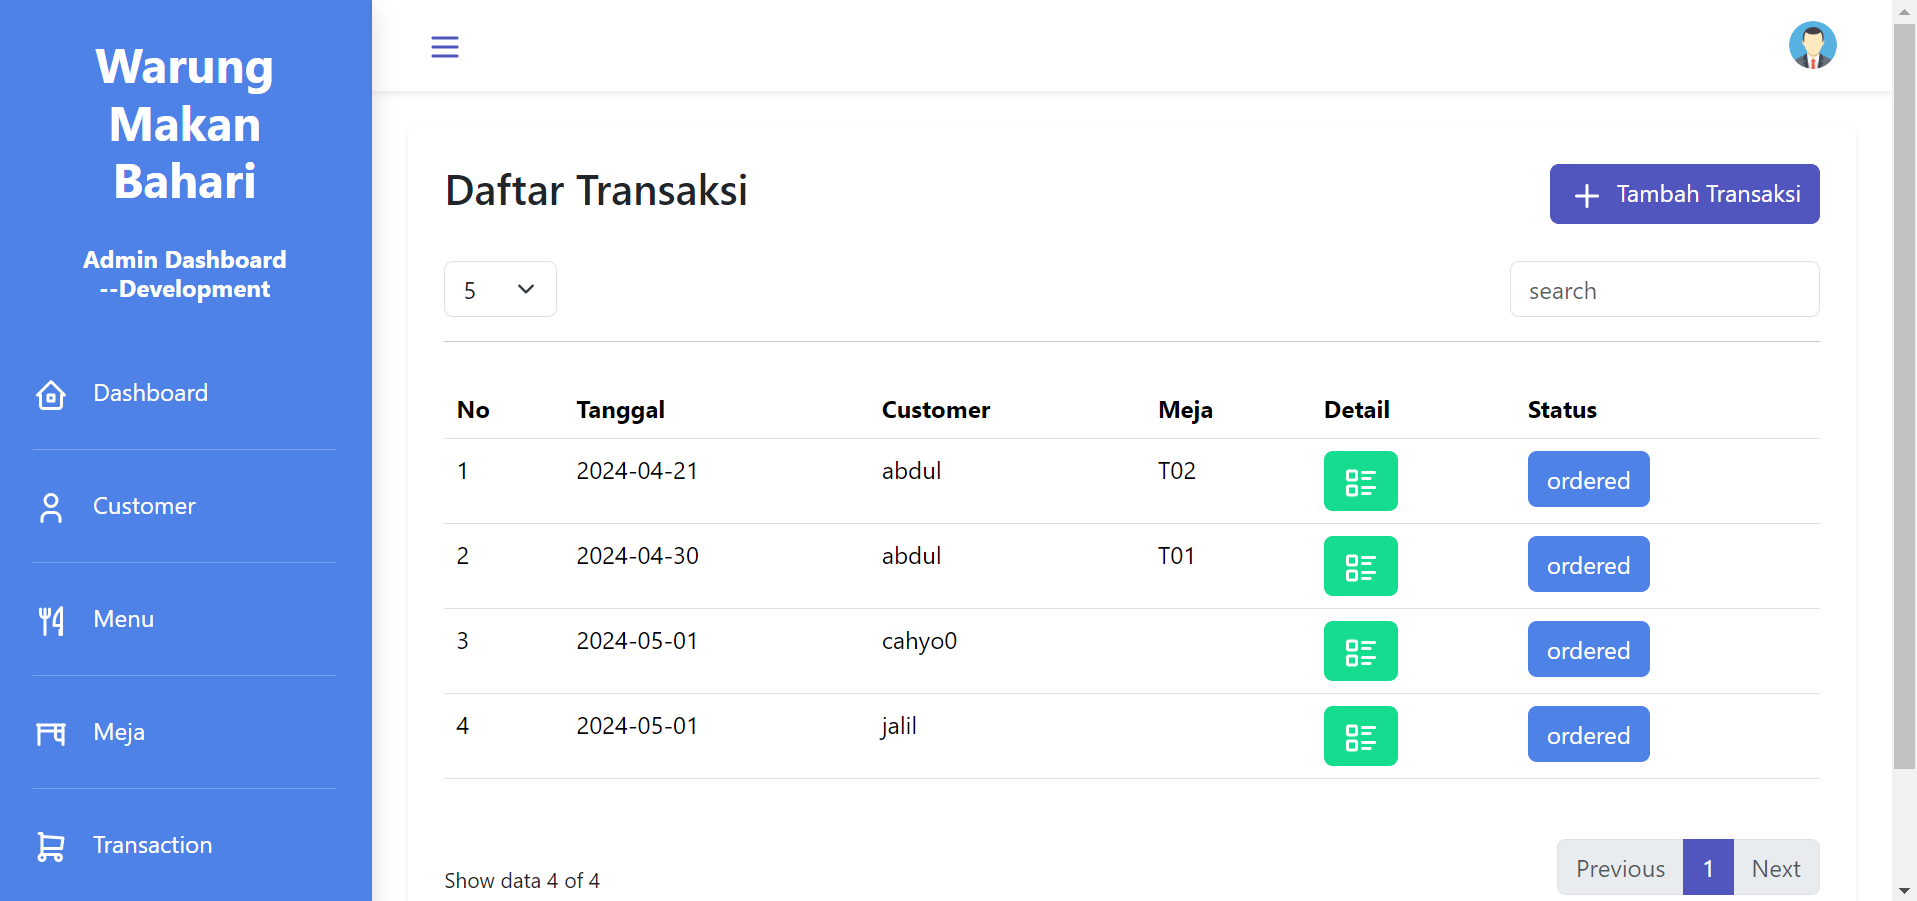 Warung
Makan
Bahari
Admin Dashboard
--Development
Dashboard
Customer
Menu
Meja
Transaction
Daftar Transaksi
Tambah Transaksi
5
search
No Tanggal Customer Meja Detail Status
1 2024-04-21 abdul T02 ordered
2 2024-04-30 abdul T01 ordered
3 2024-05-01 cahyo0 ordered
4 2024-05-01 jalil ordered
Show data 4 of 4
Previous 1 Next